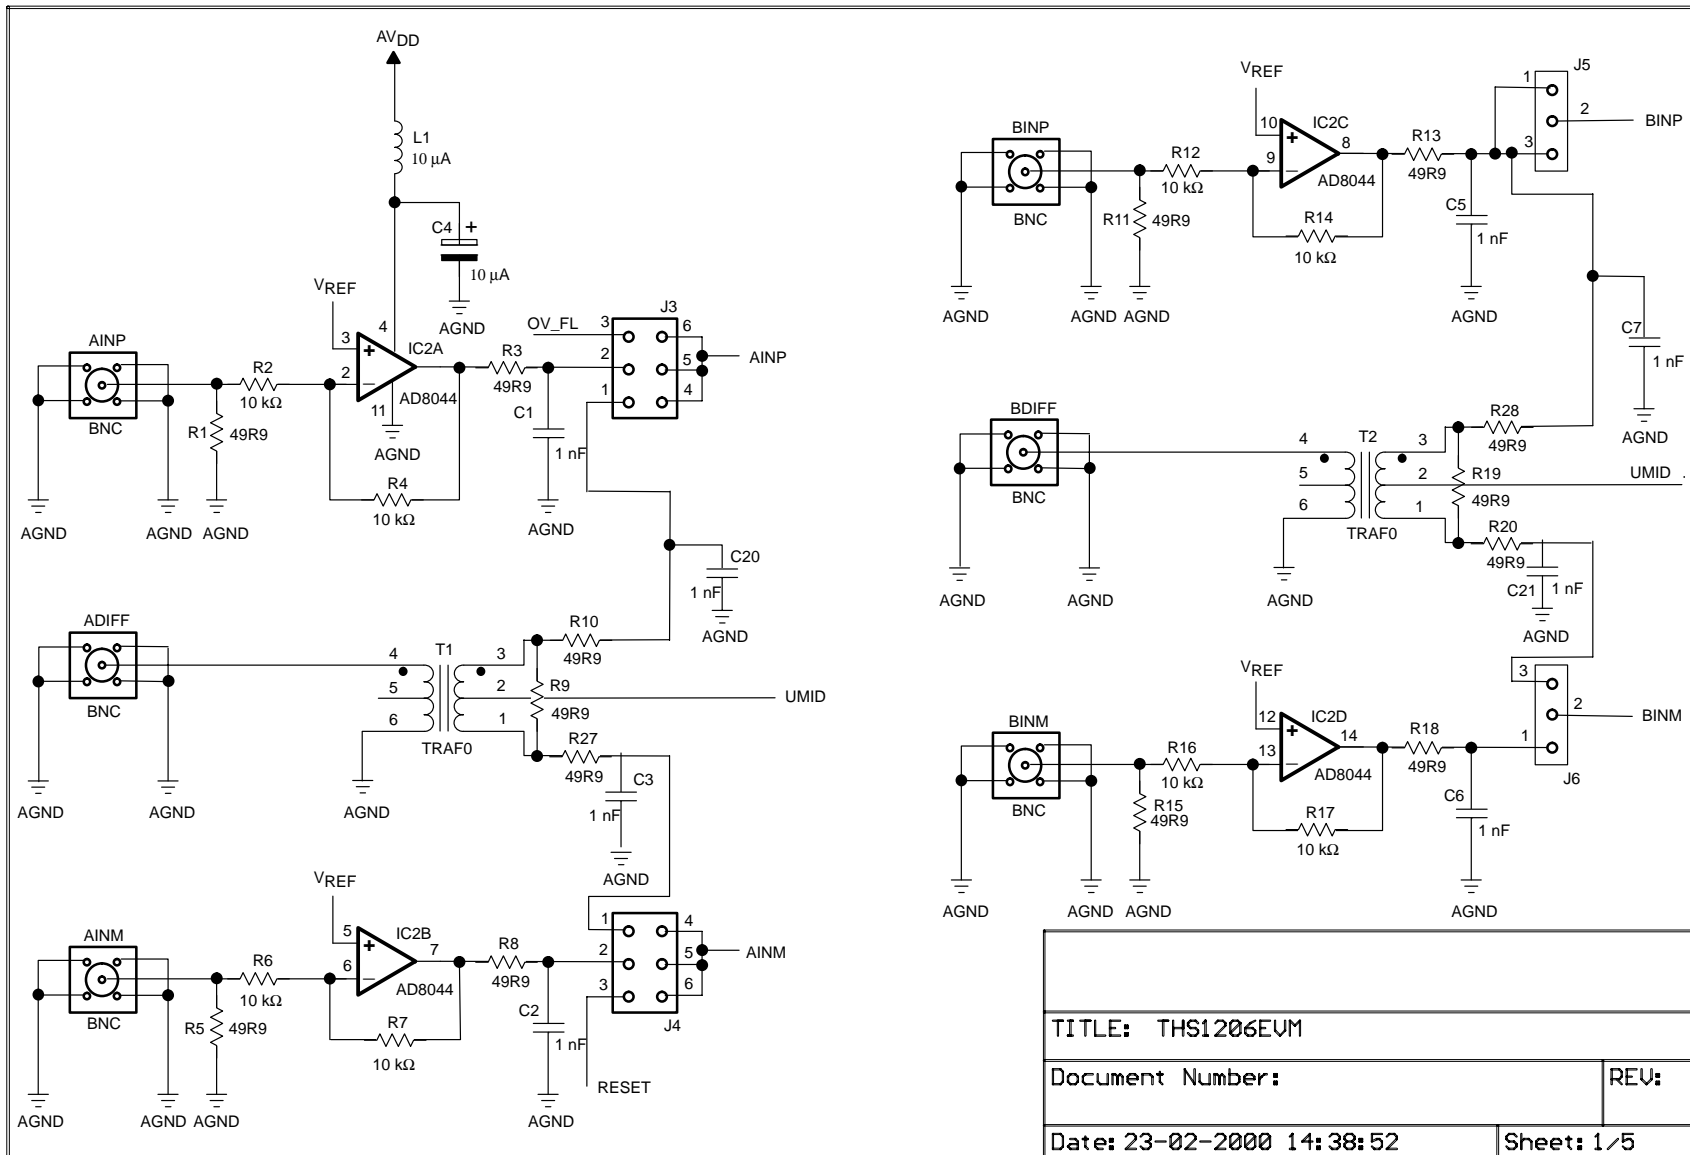 AVDD
L1
10 µA
C4
+
10 µA
AGND
VREF
3
4
IC2A
2
AD8044
11
AGND
AINP
BNC
R2
10 kΩ
R1
49R9
AGND
AGND
AGND
R4
10 kΩ
R3
49R9
C1
1 nF
AGND
OV_FL
J3
3
2
1
6
5
4
AINP
C20
1 nF
AGND
ADIFF
BNC
AGND
AGND
4
5
6
T1
TRAF0
3
2
1
AGND
R10
49R9
R9
49R9
UMID
R27
49R9
C3
1 nF
AGND
VREF
5
6
IC2B
7
AD8044
AINM
BNC
R6
10 kΩ
R5
49R9
AGND
AGND
AGND
R7
10 kΩ
R8
49R9
C2
1 nF
AGND
RESET
1
2
3
4
5
6
J4
AINM
VREF
10
9
IC2C
8
AD8044
BINP
BNC
R12
10 kΩ
R11
49R9
AGND
AGND
AGND
R14
10 kΩ
R13
49R9
C5
1 nF
AGND
J5
1
2
3
BINP
C7
1 nF
AGND
BDIFF
BNC
AGND
AGND
4
5
6
T2
TRAF0
3
2
1
AGND
R28
49R9
R19
49R9
UMID
R20
49R9
C21
1 nF
AGND
VREF
12
13
IC2D
14
AD8044
BINM
BNC
R16
10 kΩ
R15
49R9
AGND
AGND
AGND
R17
10 kΩ
R18
49R9
C6
1 nF
AGND
3
2
1
J6
BINM
TITLE: THS1206EVM
Document Number:
REV:
Date: 23-02-2000 14:38:52
Sheet: 1/5